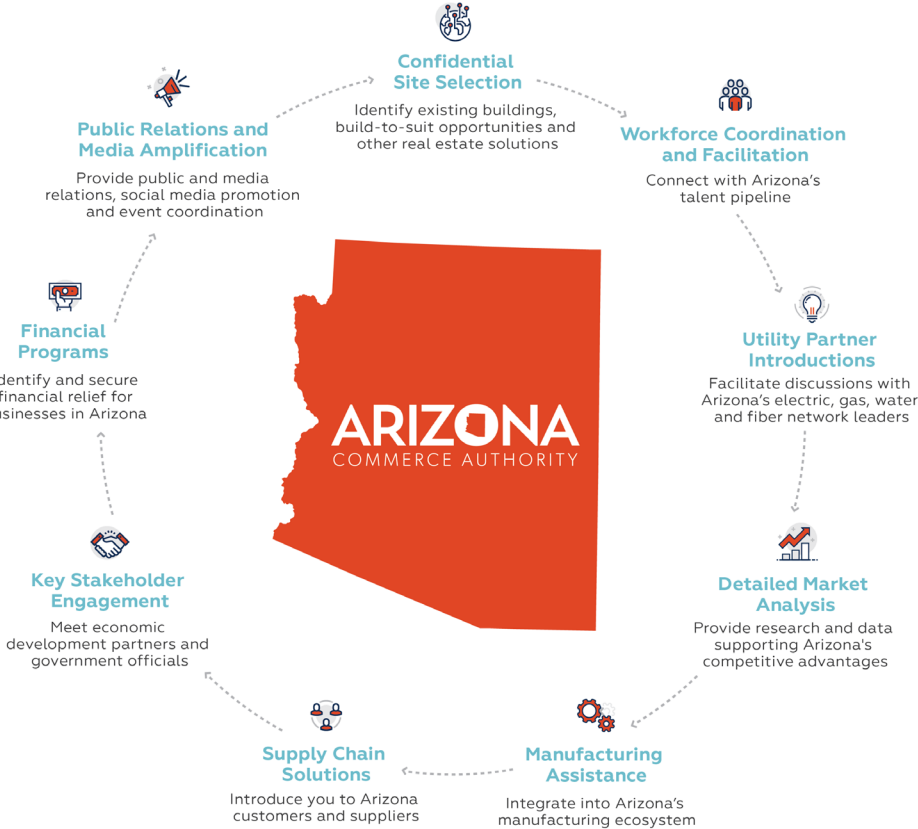 Confidential
Site Selection
Identify existing buildings,
build-to-suit opportunities and
other real estate solutions
Workforce Coordination
and Facilitation
Connect with Arizona’s
talent pipeline
Utility Partner
Introductions
Facilitate discussions with
Arizona’s electric, gas, water
and fiber network leaders
Detailed Market
Analysis
Provide research and data
supporting Arizona's
competitive advantages
Manufacturing
Assistance
Integrate into Arizona’s
manufacturing ecosystem
Supply Chain
Solutions
Introduce you to Arizona
customers and suppliers
Key Stakeholder
Engagement
Meet economic
development partners and
government officials
Financial
Programs
dentify and secure
financial relief for
usinesses in Arizona
Public Relations and
Media Amplification
Provide public and media
relations, social media promotion
and event coordination
ARIZONA
COMMERCE AUTHORITY